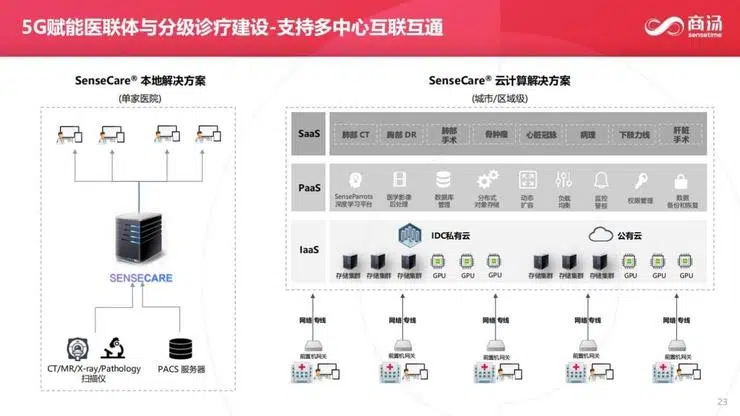 5G赋能医联体与分级诊疗建设-支持多中心互联互通
商汤
sensetime
SenseCare® 本地解决方案
(单家医院)
SENSECARE
CT/MR/X-ray/Pathology
扫描仪
PACS 服务器
SenseCare® 云计算解决方案
(城市/区域级)
SaaS
肺部 CT
胸部 DR
肺部
手术
骨肿瘤
心脏冠脉
病理
下肢力线
肝脏
手术
PaaS
SenseParrots
深度学习平台
医学影像
后处理
数据库
管理
分布式
对象存储
动态
扩容
负载
均衡
监控
警报
权限管理
数据
备份和恢复
IaaS
IDC私有云
公有云
存储集群
存储集群
存储集群
GPU
GPU
GPU
存储集群
存储集群
存储集群
GPU
GPU
GPU
网络 专线
网络 专线
网络 专线
网络 专线
网络 专线
前置机网关
前置机网关
前置机网关
前置机网关
前置机网关
23